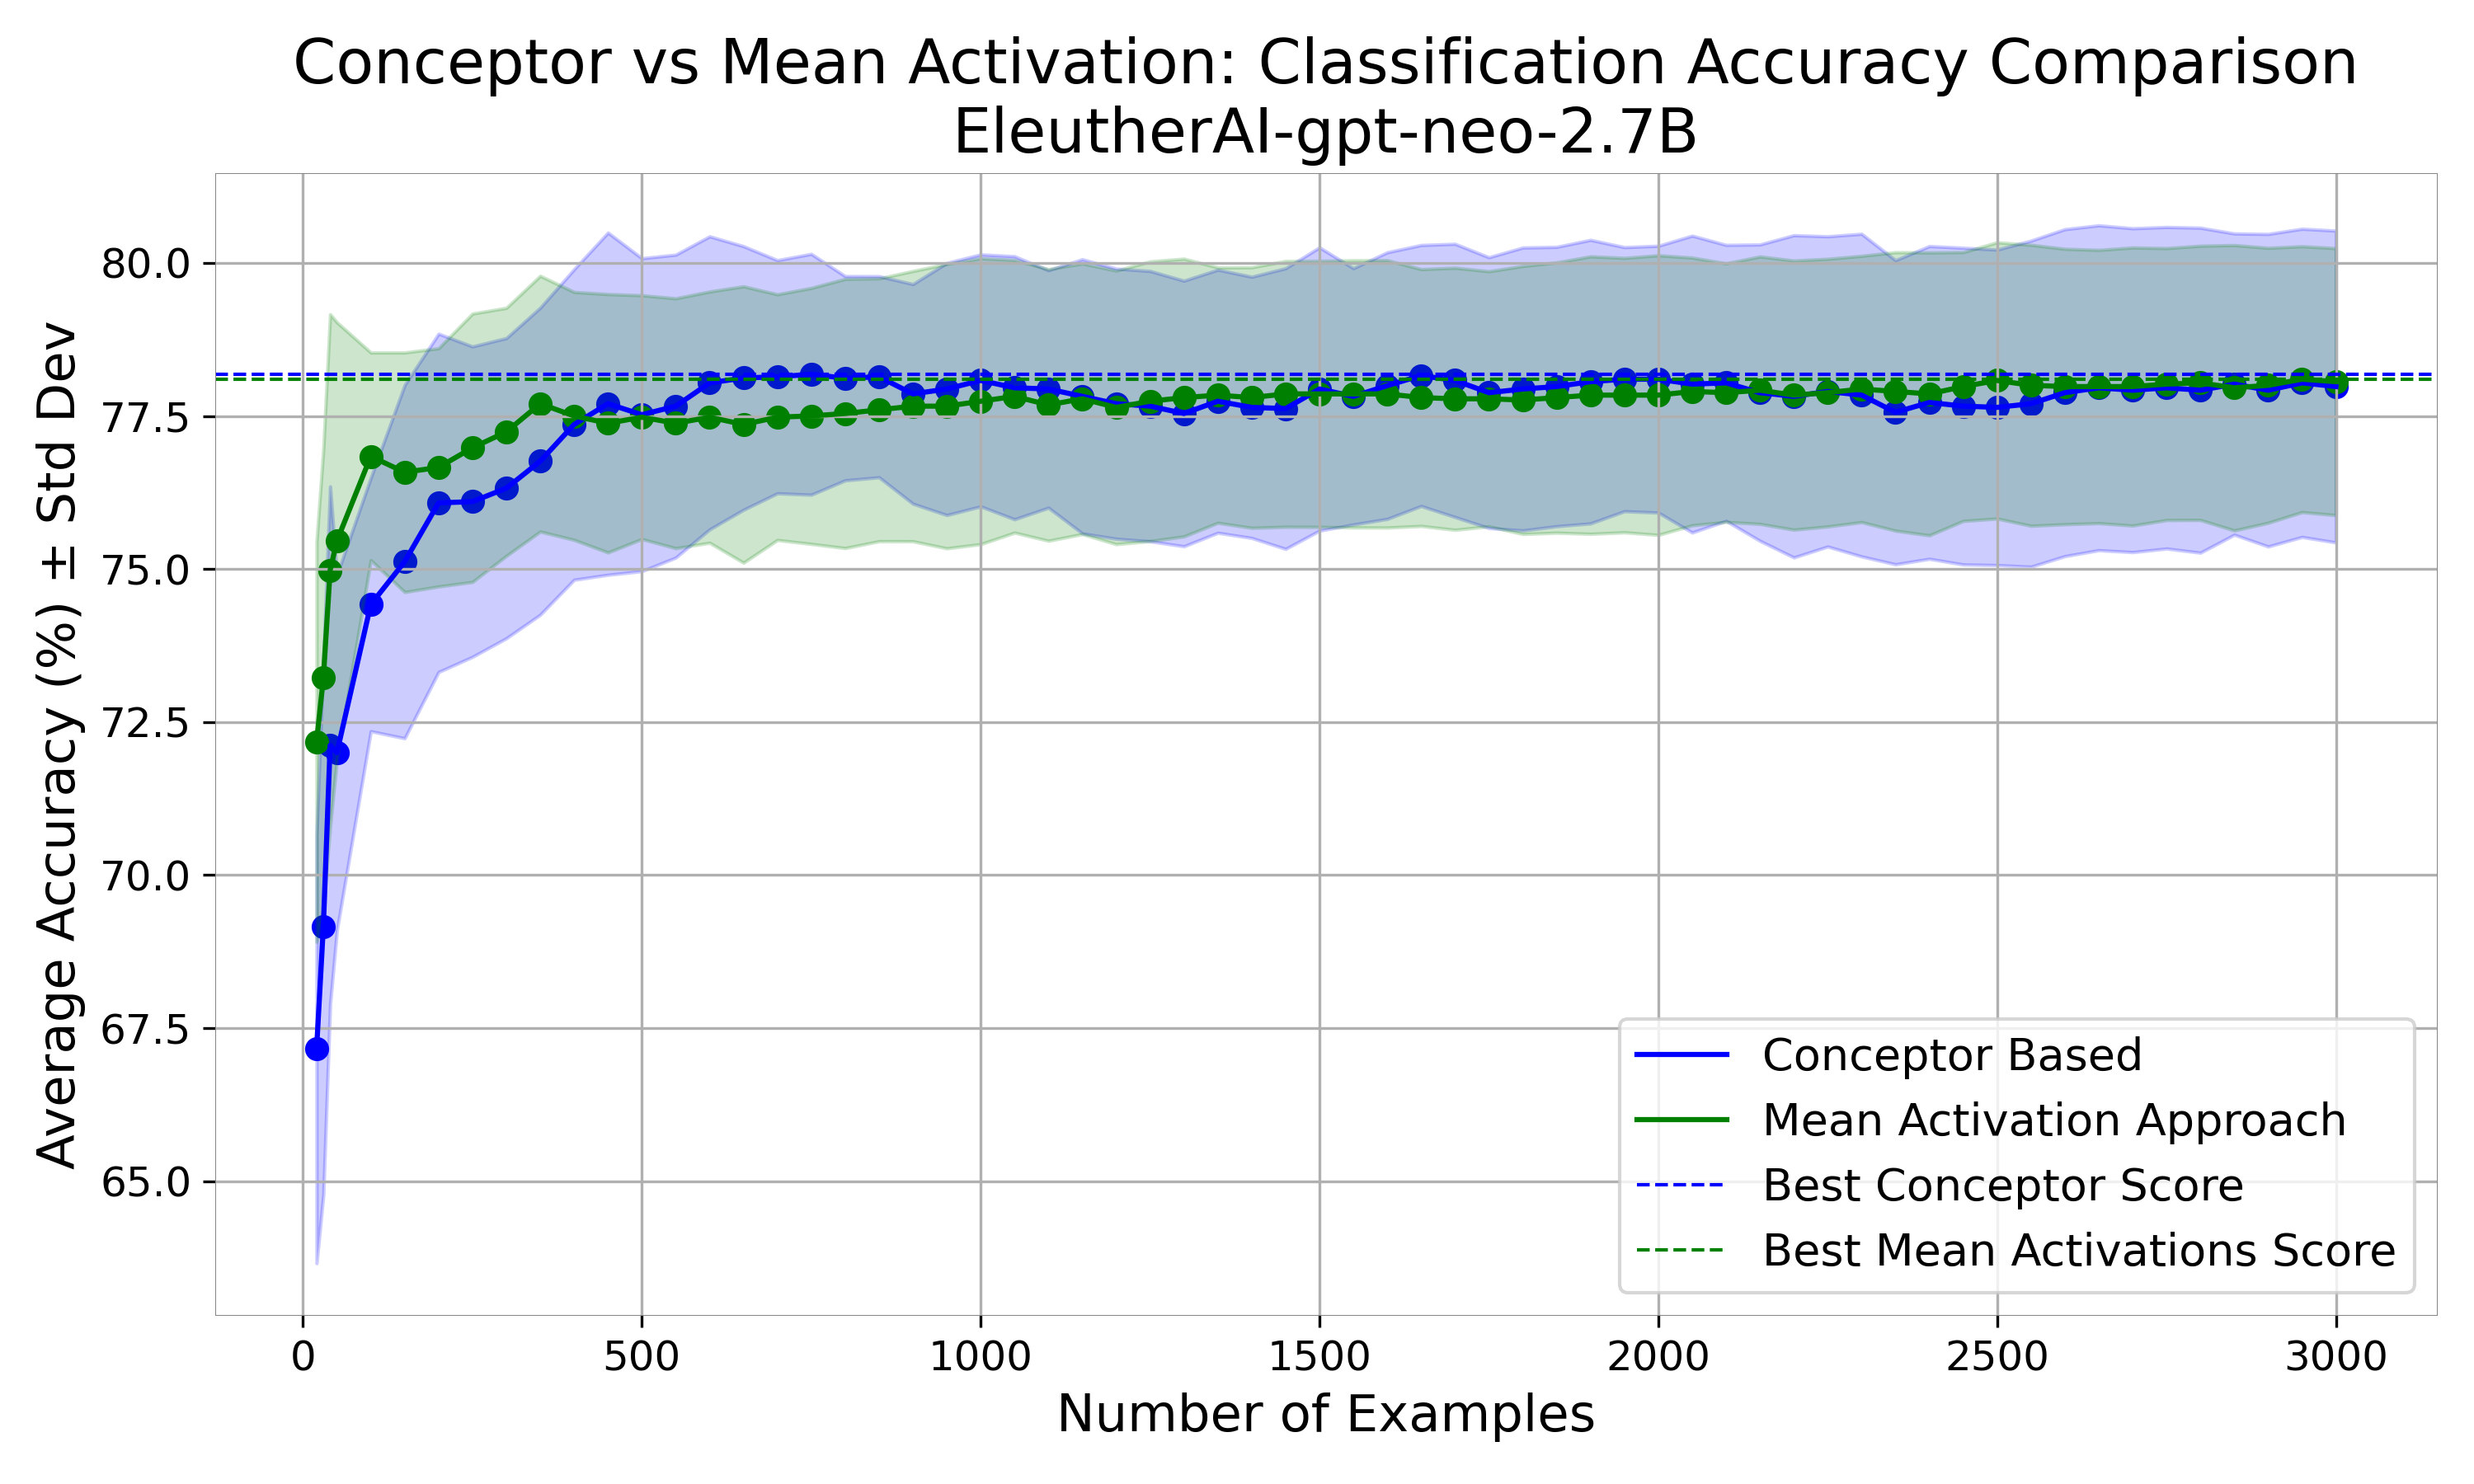 Conceptor vs Mean Activation: Classification Accuracy Comparison
EleutherAI-gpt-neo-2.7B
Average Accuracy (%) ± Std Dev
80.0
77.5
75.0
72.5
70.0
67.5
65.0
Conceptor Based
Mean Activation Approach
Best Conceptor Score
Best Mean Activations Score
0 500 1000 1500 2000 2500 3000
Number of Examples